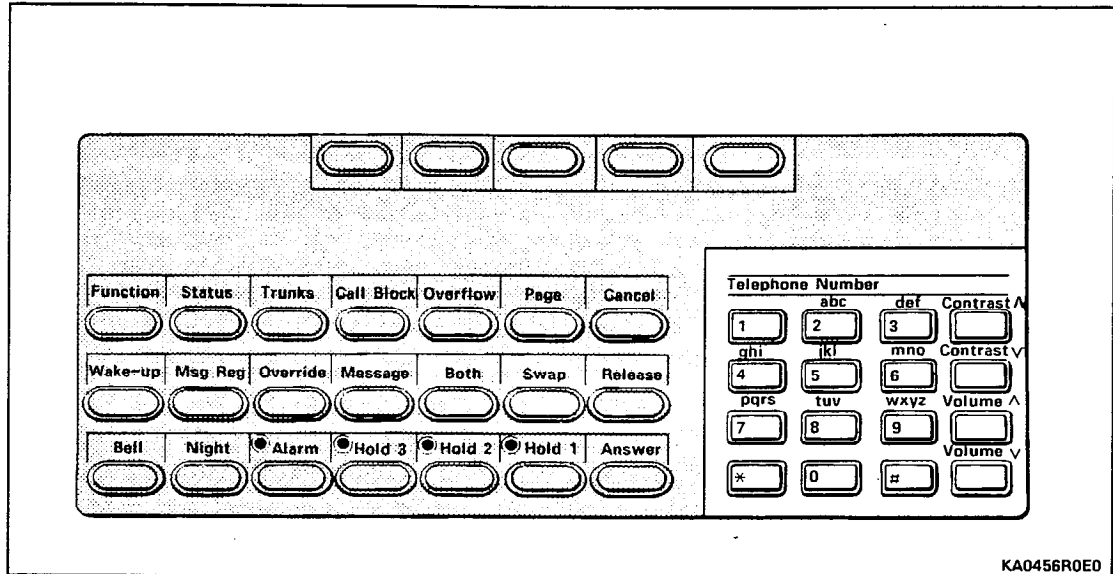 Function Status Trunks Call Block Overflow Page Cancel
Wake-up Msg Reg Override Message Both Swap Release
Bell Night Alarm Hold 3 Hold 2 Hold 1 Answer
Telephone Number
abc def Contrast ∧
1 2 3
ghi jkl mno Contrast ∨
4 5 6
pqrs tuv wxyz Volume ∧
7 8 9
Volume ∨
* 0 #
KA0456R0E0